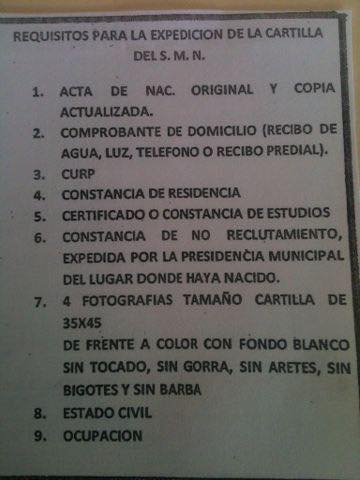 REQUISITOS PARA LA EXPEDICION DE LA CARTILLA
DEL S. M. N.
1. ACTA DE NAC. ORIGINAL Y COPIA
ACTUALIZADA.
2. COMPROBANTE DE DOMICILIO (RECIBO DE
AGUA, LUZ, TELEFONO O RECIBO PREDIAL).
3. CURP
4. CONSTANCIA DE RESIDENCIA
5. CERTIFICADO O CONSTANCIA DE ESTUDIOS
6. CONSTANCIA DE NO RECLUTAMIENTO,
EXPEDIDA POR LA PRESIDENCIA MUNICIPAL
DEL LUGAR DONDE HAYA NACIDO.
7. 4 FOTOGRAFIAS TAMAÑO CARTILLA DE
35X45
DE FRENTE A COLOR CON FONDO BLANCO
SIN TOCADO, SIN GORRA, SIN ARETES, SIN
BIGOTES Y SIN BARBA
8. ESTADO CIVIL
9. OCUPACION